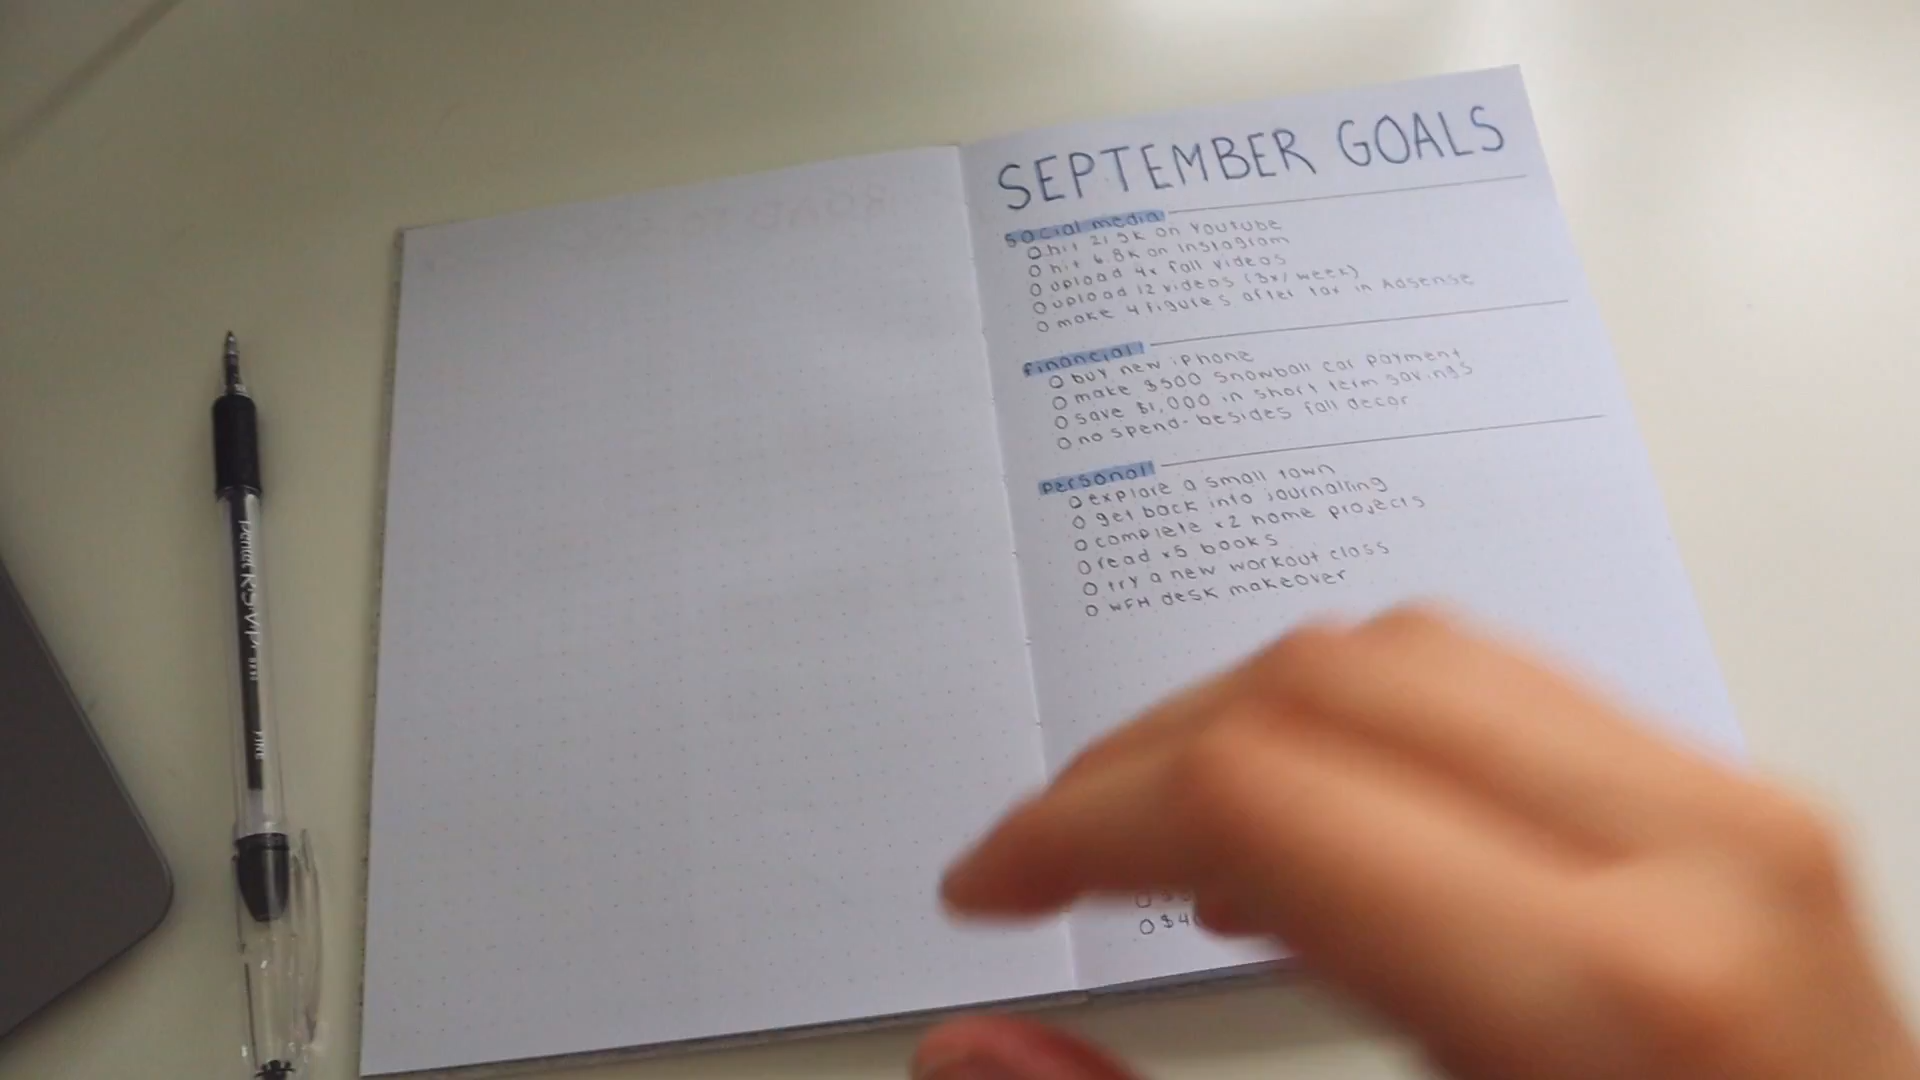 SEPTEMBER GOALS
social media
hit 21.5K on Youtube
hit 6.8K on Instagram
upload 4x fall videos
upload 12 videos (3x/week)
make 4 figures after tax in Adsense
financial
buy new iphone
make $500 snowball car payment
save $1,000 in short term savings
no spend- besides fall decor
personal
explore a small town
get back into journalling
complete x2 home projects
read x5 books
try a new workout class
WFH desk makeover
$4
Pentel R.S.V.P.
FINE